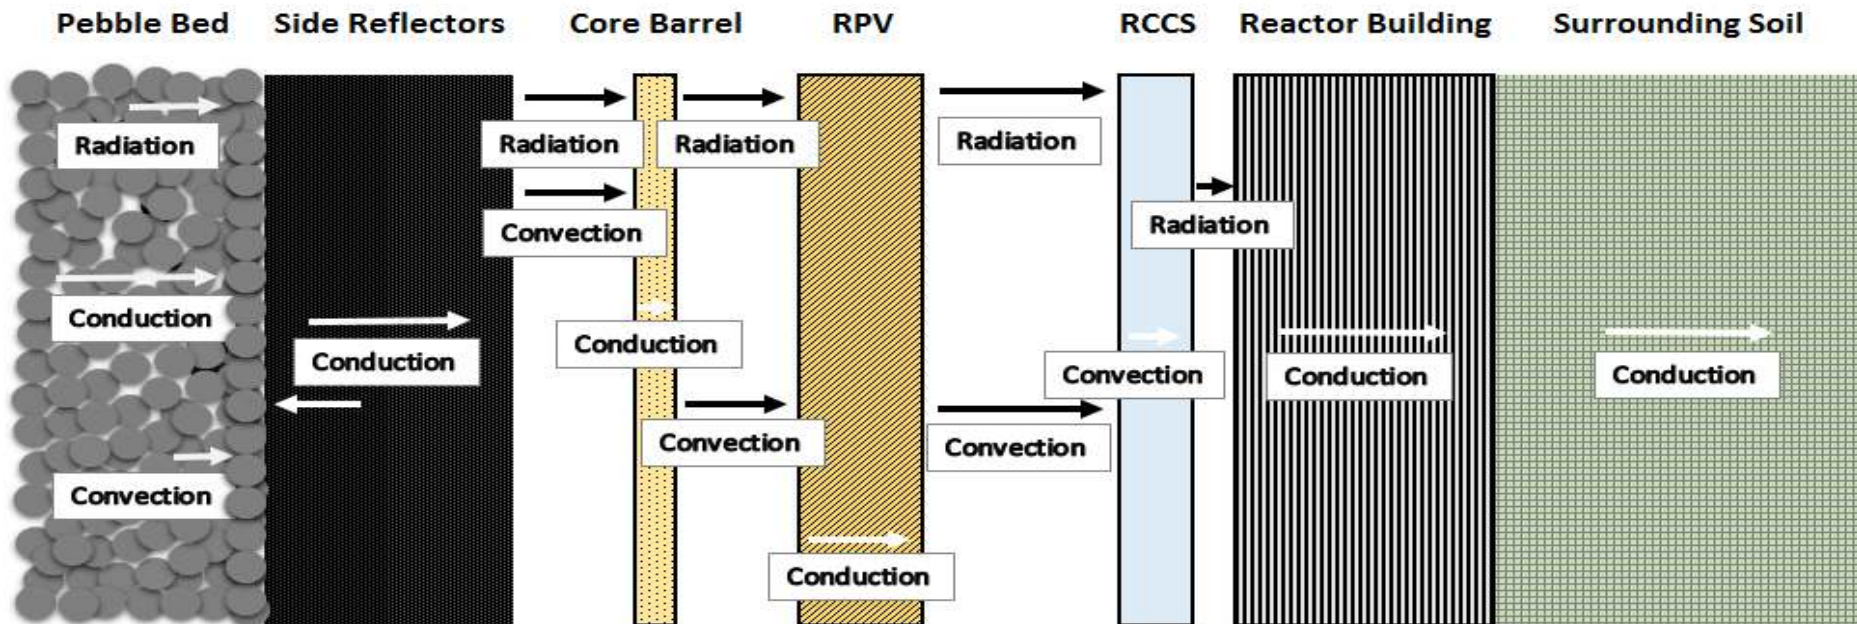 Pebble Bed
Side Reflectors
Core Barrel
RPV
RCCS
Reactor Building
Surrounding Soil
Radiation
Radiation
Radiation
Radiation
Radiation
Convection
Conduction
Conduction
Conduction
Convection
Conduction
Conduction
Convection
Convection
Convection
Conduction